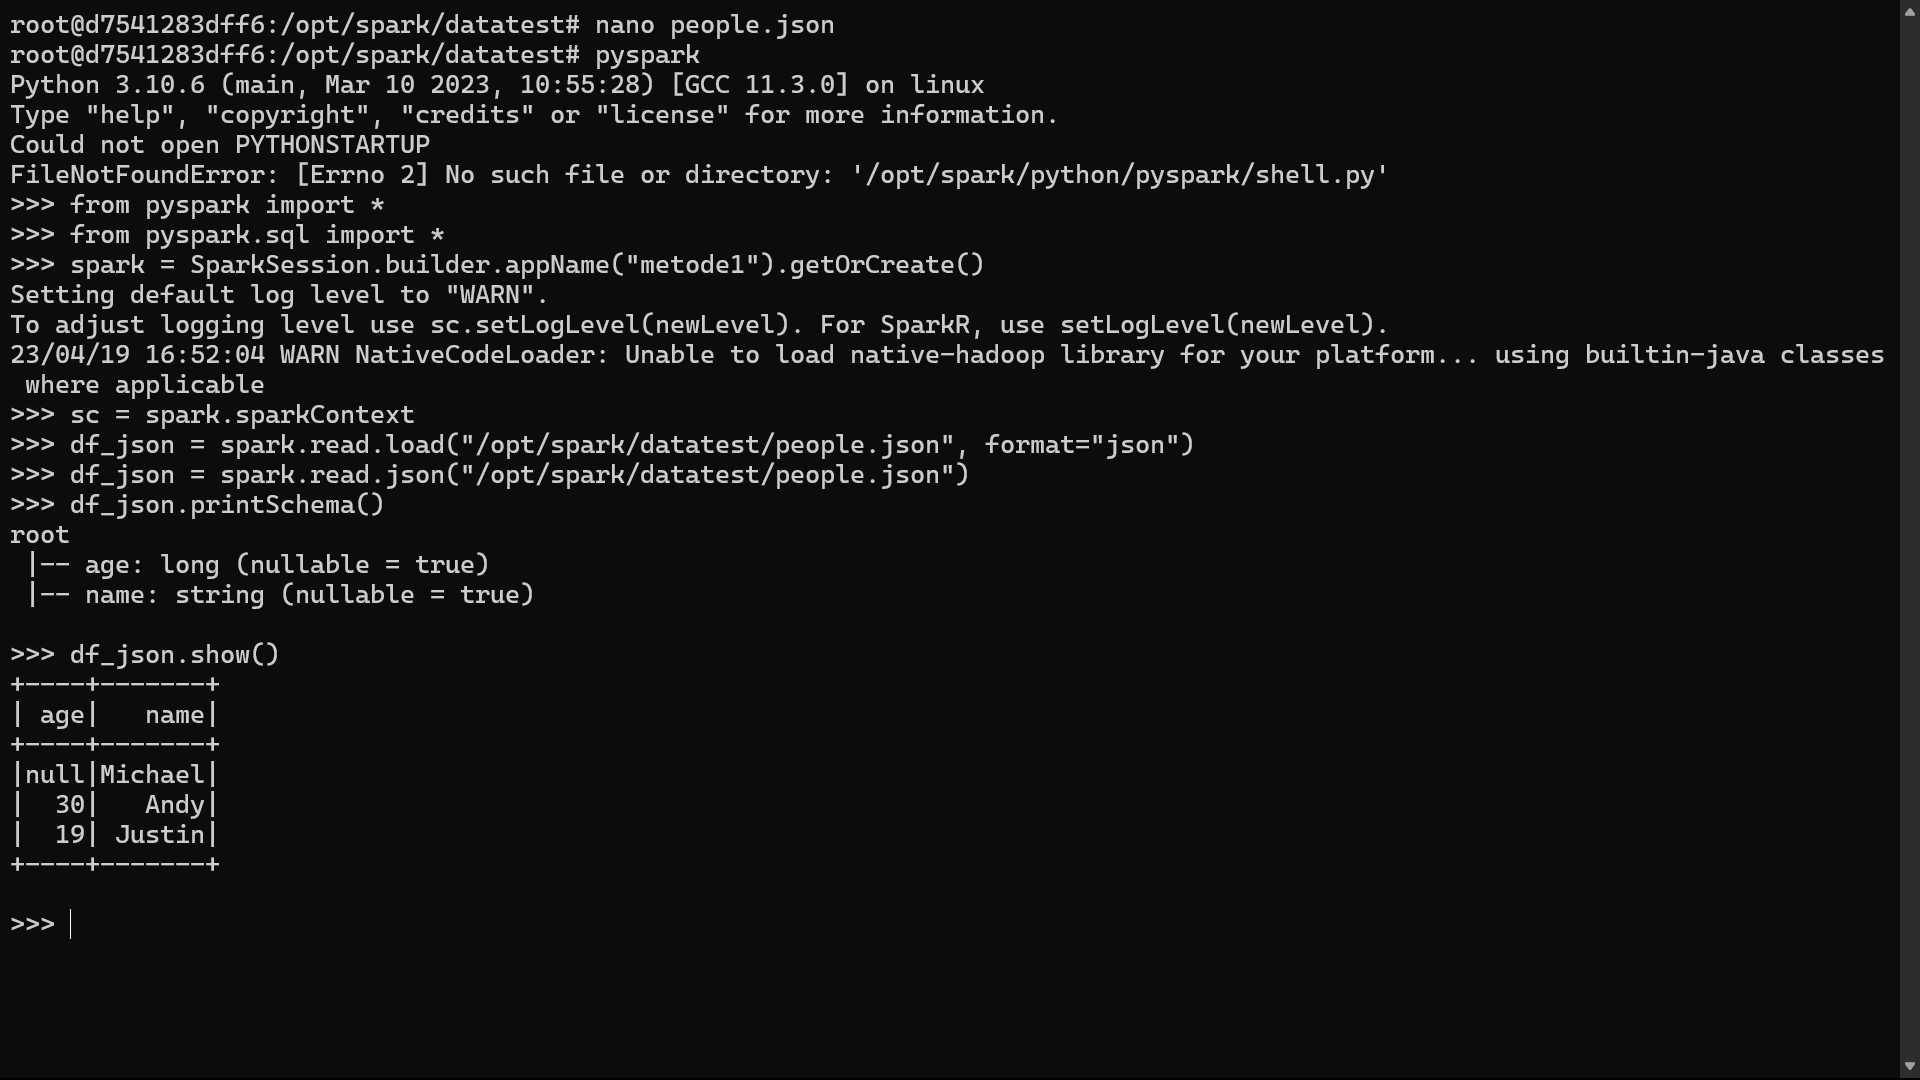 root@d7541283dff6:/opt/spark/datatest# nano people.json
root@d7541283dff6:/opt/spark/datatest# pyspark
Python 3.10.6 (main, Mar 10 2023, 10:55:28) [GCC 11.3.0] on linux
Type "help", "copyright", "credits" or "license" for more information.
Could not open PYTHONSTARTUP
FileNotFoundError: [Errno 2] No such file or directory: '/opt/spark/python/pyspark/shell.py'
>>> from pyspark import *
>>> from pyspark.sql import *
>>> spark = SparkSession.builder.appName("metode1").getOrCreate()
Setting default log level to "WARN".
To adjust logging level use sc.setLogLevel(newLevel). For SparkR, use setLogLevel(newLevel).
23/04/19 16:52:04 WARN NativeCodeLoader: Unable to load native-hadoop library for your platform... using builtin-java classes
 where applicable
>>> sc = spark.sparkContext
>>> df_json = spark.read.load("/opt/spark/datatest/people.json", format="json")
>>> df_json = spark.read.json("/opt/spark/datatest/people.json")
>>> df_json.printSchema()
root
 |-- age: long (nullable = true)
 |-- name: string (nullable = true)

>>> df_json.show()
+----+-------+
| age|   name|
+----+-------+
|null|Michael|
|  30|   Andy|
|  19| Justin|
+----+-------+

>>>